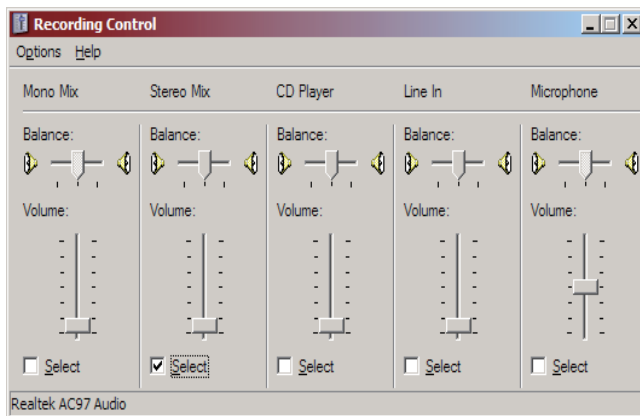 Recording Control
Options Help
Mono Mix Stereo Mix CD Player Line In Microphone
Balance: Balance: Balance: Balance: Balance:
Volume: Volume: Volume: Volume: Volume:
Select Select Select Select Select
Realtek AC97 Audio